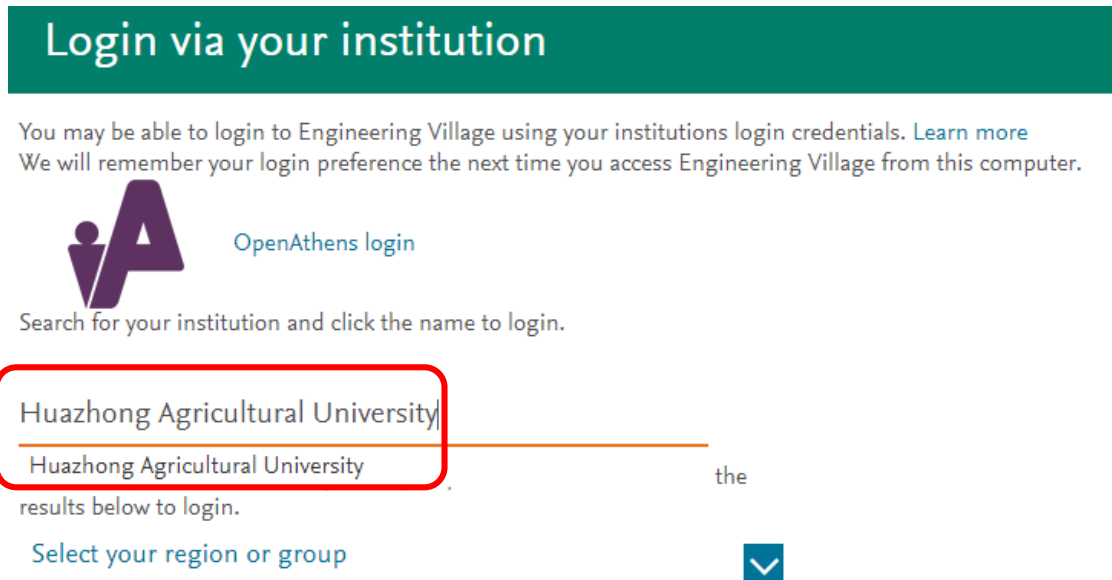 Login via your institution
You may be able to login to Engineering Village using your institutions login credentials. Learn more
We will remember your login preference the next time you access Engineering Village from this computer.
OpenAthens login
Search for your institution and click the name to login.
Huazhong Agricultural University
Huazhong Agricultural University
the
results below to login.
Select your region or group